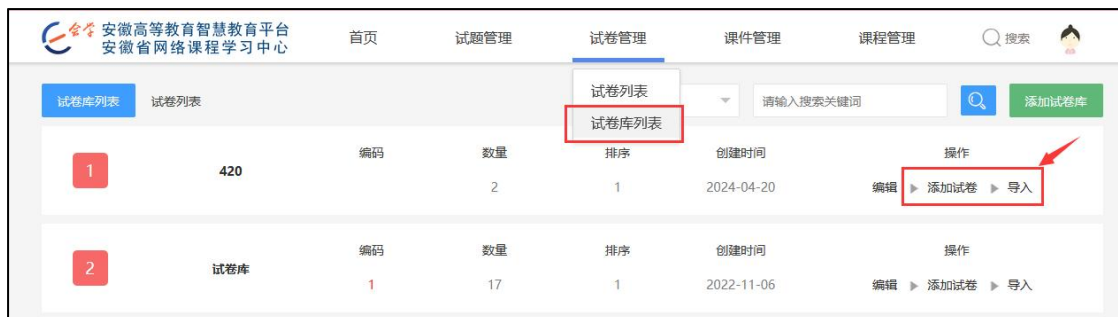 会学 安徽高等教育智慧教育平台
安徽省网络课程学习中心
首页 试题管理 试卷管理 课件管理 课程管理 搜索
试卷库列表 试卷列表 请输入搜索关键词 添加试卷库
试卷列表
试卷库列表
编码 数量 排序 创建时间 操作
1 420 2 1 2024-04-20 编辑 添加试卷 导入
编码 数量 排序 创建时间 操作
2 试卷库 1 17 1 2022-11-06 编辑 添加试卷 导入